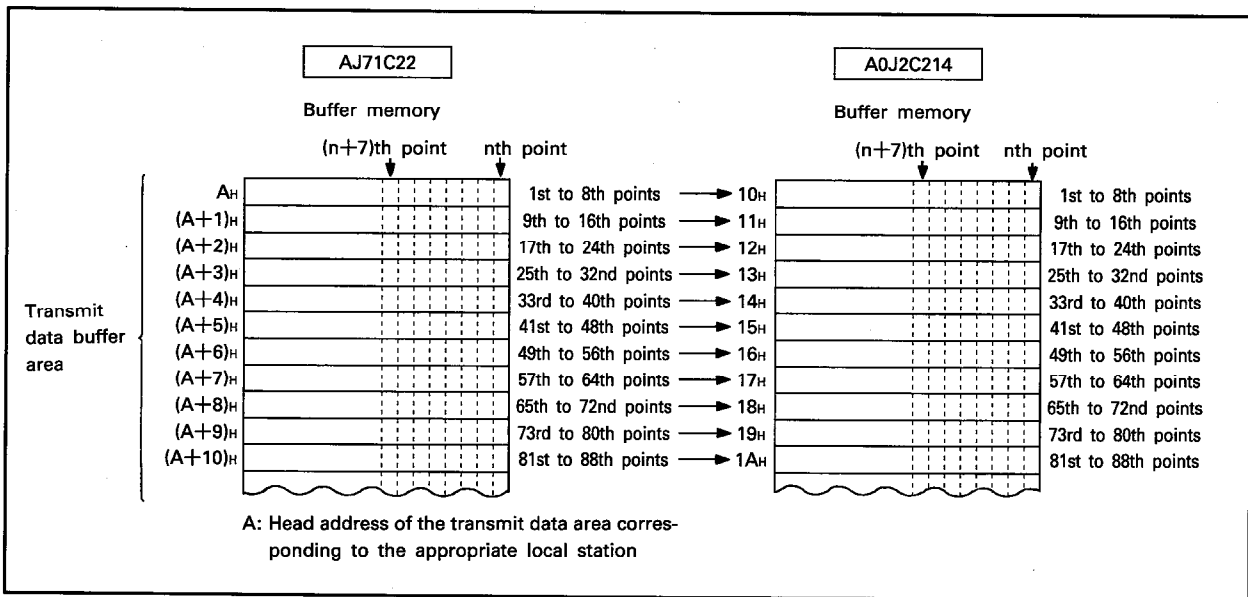 AJ71C22
A0J2C214
Buffer memory
Buffer memory
(n+7)th point nth point
(n+7)th point nth point
Transmit
data buffer
area
AH 1st to 8th points 10H 1st to 8th points
(A+1)H 9th to 16th points 11H 9th to 16th points
(A+2)H 17th to 24th points 12H 17th to 24th points
(A+3)H 25th to 32nd points 13H 25th to 32nd points
(A+4)H 33rd to 40th points 14H 33rd to 40th points
(A+5)H 41st to 48th points 15H 41st to 48th points
(A+6)H 49th to 56th points 16H 49th to 56th points
(A+7)H 57th to 64th points 17H 57th to 64th points
(A+8)H 65th to 72nd points 18H 65th to 72nd points
(A+9)H 73rd to 80th points 19H 73rd to 80th points
(A+10)H 81st to 88th points 1AH 81st to 88th points
A: Head address of the transmit data area corres-
ponding to the appropriate local station